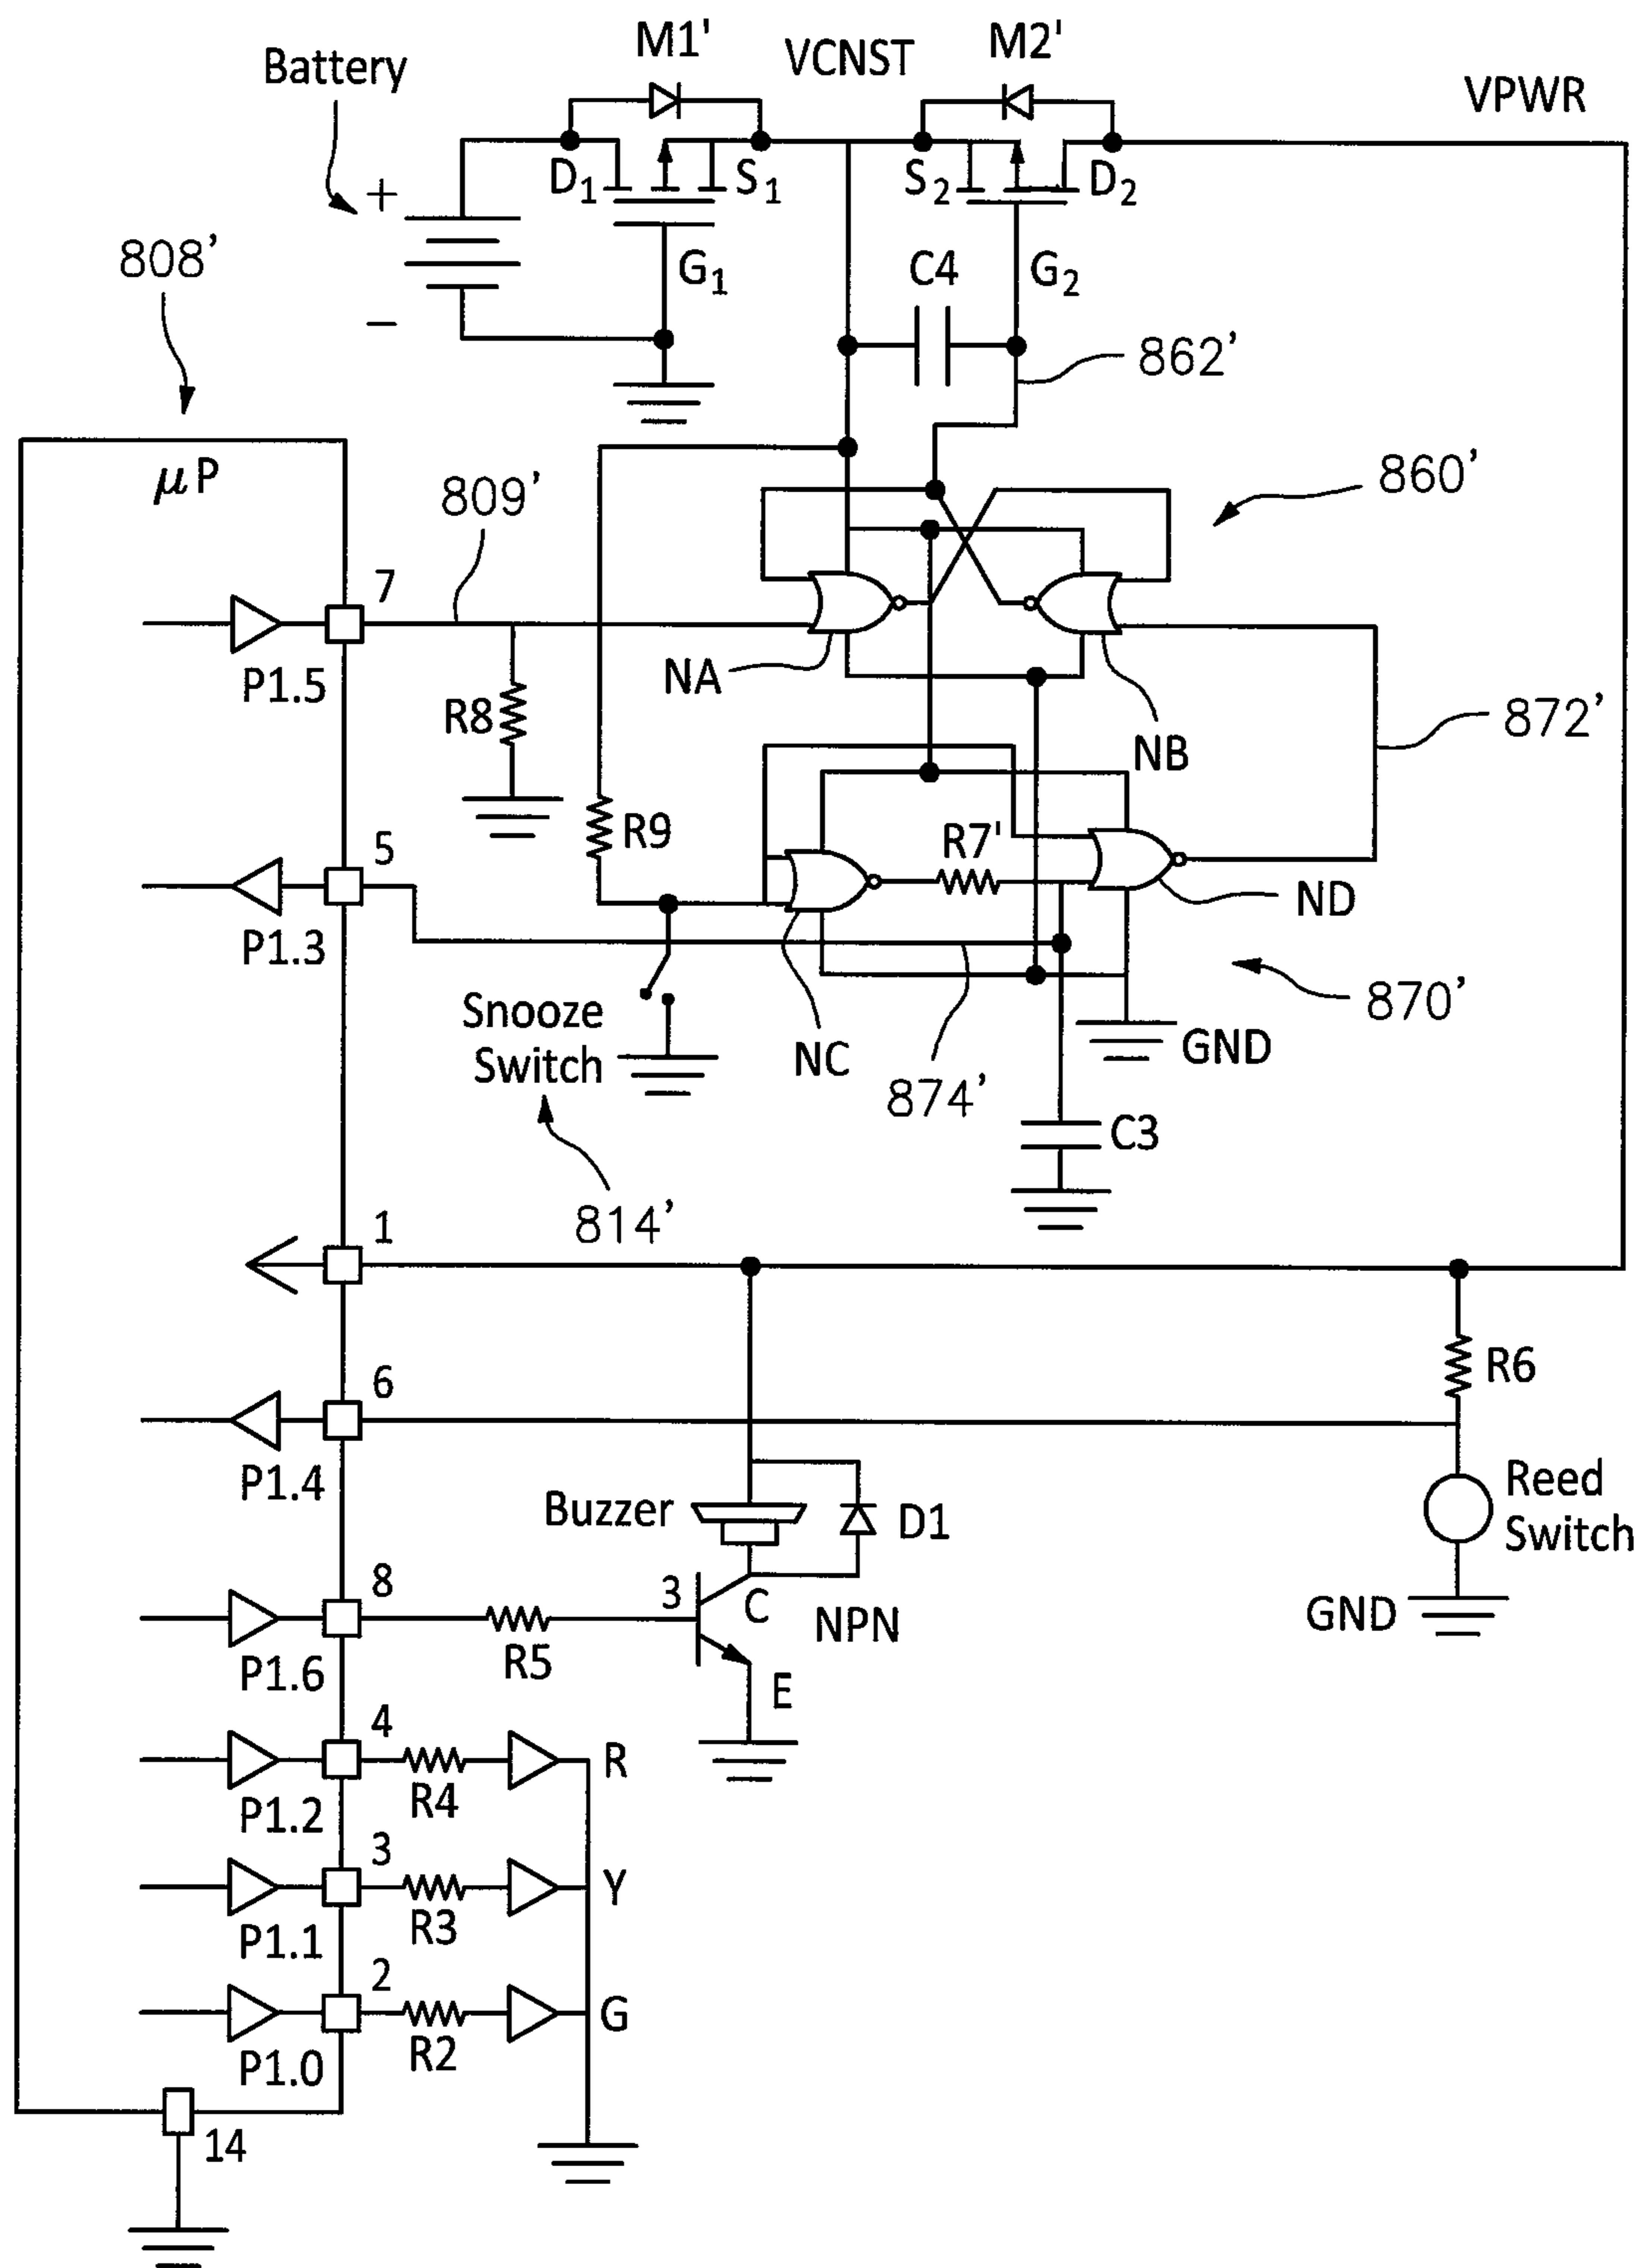 M1'
VCNST
M2'
Battery
VPWR
D1
S1
S2
D2
+
808'
G1
C4
G2
−
862'
μP
860'
809'
7
NA
P1.5
R8
872'
NB
R9
R7'
5
ND
P1.3
870'
Snooze
Switch
NC
GND
874'
C3
814'
1
6
R6
P1.4
Reed
Switch
Buzzer
D1
8
3
C
NPN
GND
R5
P1.6
E
4
R
R4
P1.2
3
Y
R3
P1.1
2
G
R2
P1.0
14